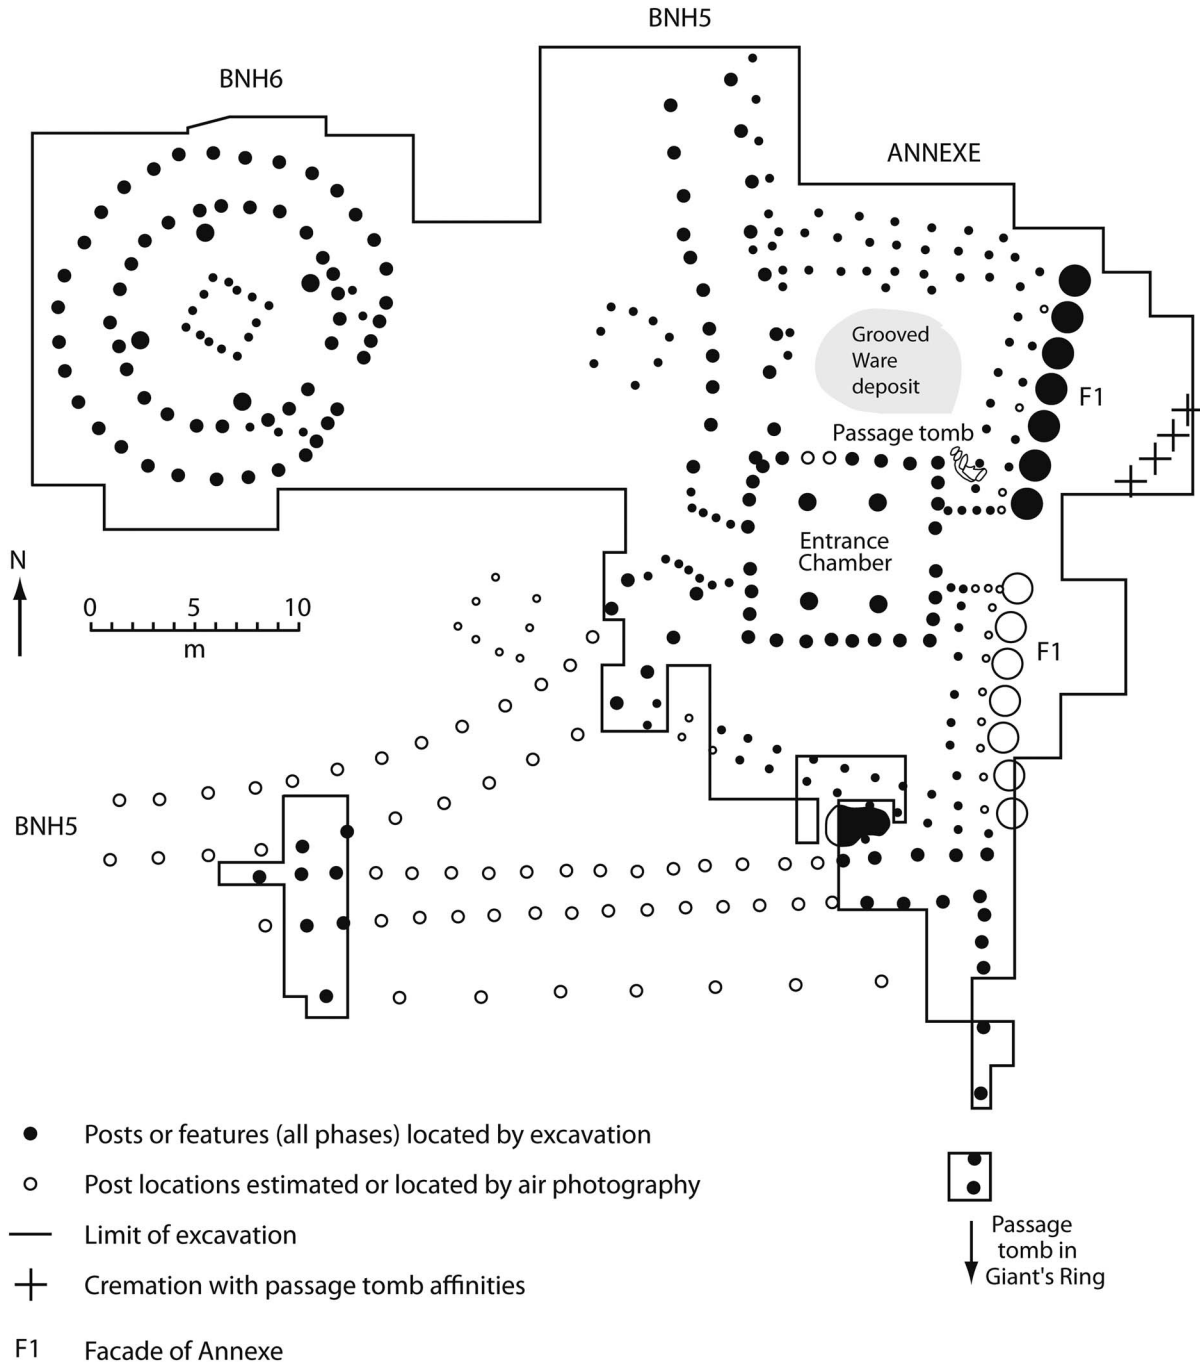 BNH5
BNH6
ANNEXE
Grooved
Ware
deposit
F1
Passage tomb
Entrance
Chamber
N
0 5 10
m
F1
BNH5
Posts or features (all phases) located by excavation
Post locations estimated or located by air photography
Limit of excavation
Cremation with passage tomb affinities
F1 Facade of Annexe
Passage
tomb in
Giant's Ring